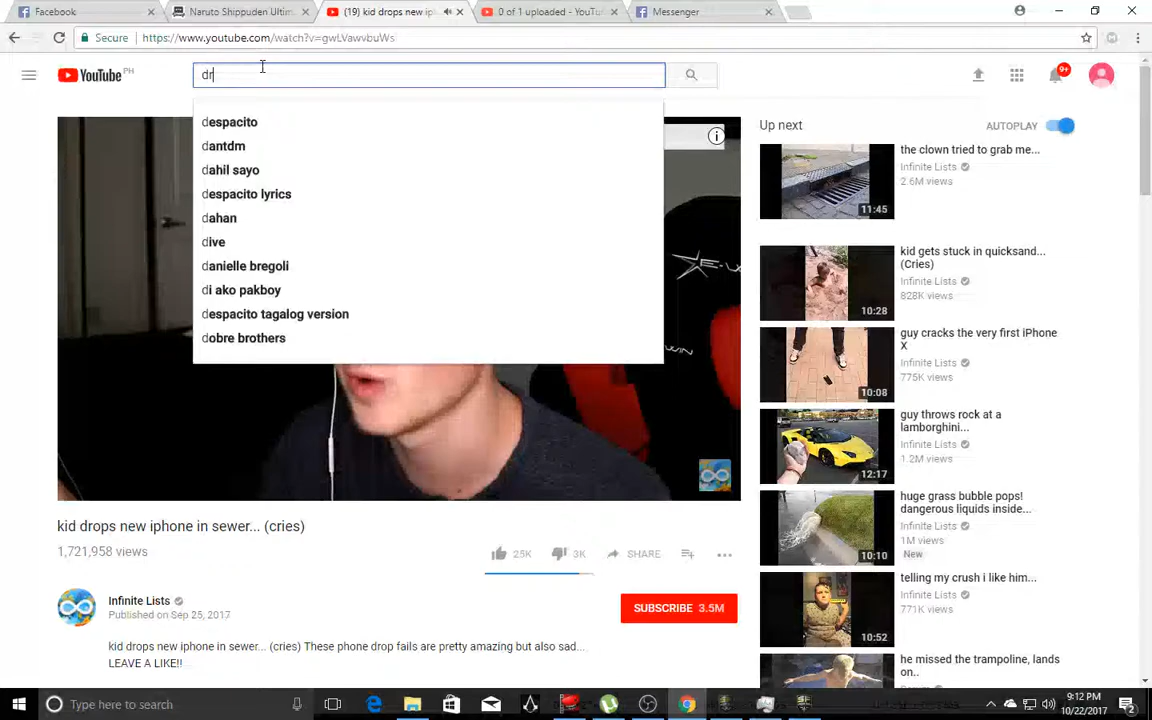 Facebook
Naruto Shippuden Ultim
(19) kid drops new iph
0 of 1 uploaded - YouTu
Messenger
Secure https://www.youtube.com/watch?v=gwLVawvbuWs
YouTube PH
dr
9+
despacito
dantdm
dahil sayo
despacito lyrics
dahan
dive
danielle bregoli
di ako pakboy
despacito tagalog version
dobre brothers
Up next
AUTOPLAY
the clown tried to grab me...
Infinite Lists
2.6M views
11:45
kid gets stuck in quicksand...
(Cries)
Infinite Lists
828K views
10:28
guy cracks the very first iPhone
X
Infinite Lists
775K views
10:08
guy throws rock at a
lamborghini...
Infinite Lists
1.2M views
12:17
huge grass bubble pops!
dangerous liquids inside...
Infinite Lists
1M views
New
10:10
telling my crush i like him...
Infinite Lists
771K views
10:52
he missed the trampoline, lands
on..
kid drops new iphone in sewer... (cries)
1,721,958 views
25K
3K
SHARE
Infinite Lists
Published on Sep 25, 2017
SUBSCRIBE 3.5M
kid drops new iphone in sewer... (cries) These phone drop fails are pretty amazing but also sad...
LEAVE A LIKE!!
Type here to search
9:12 PM
10/22/2017
2